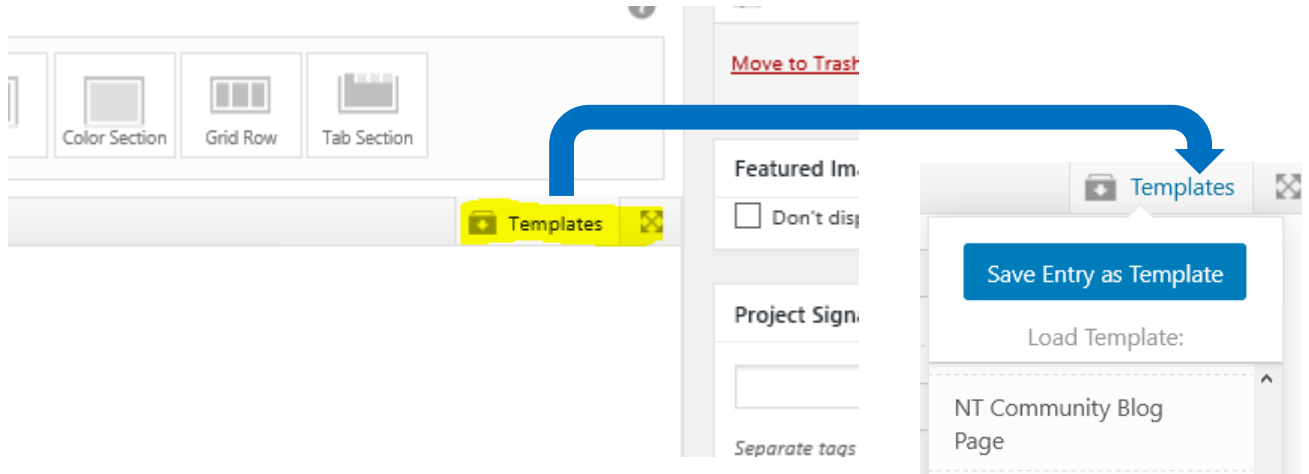 Move to Trash
Color Section
Grid Row
Tab Section
Featured Im
Templates
Don't disp
Project Signa
Separate tags
Templates
Save Entry as Template
Load Template:
NT Community Blog
Page